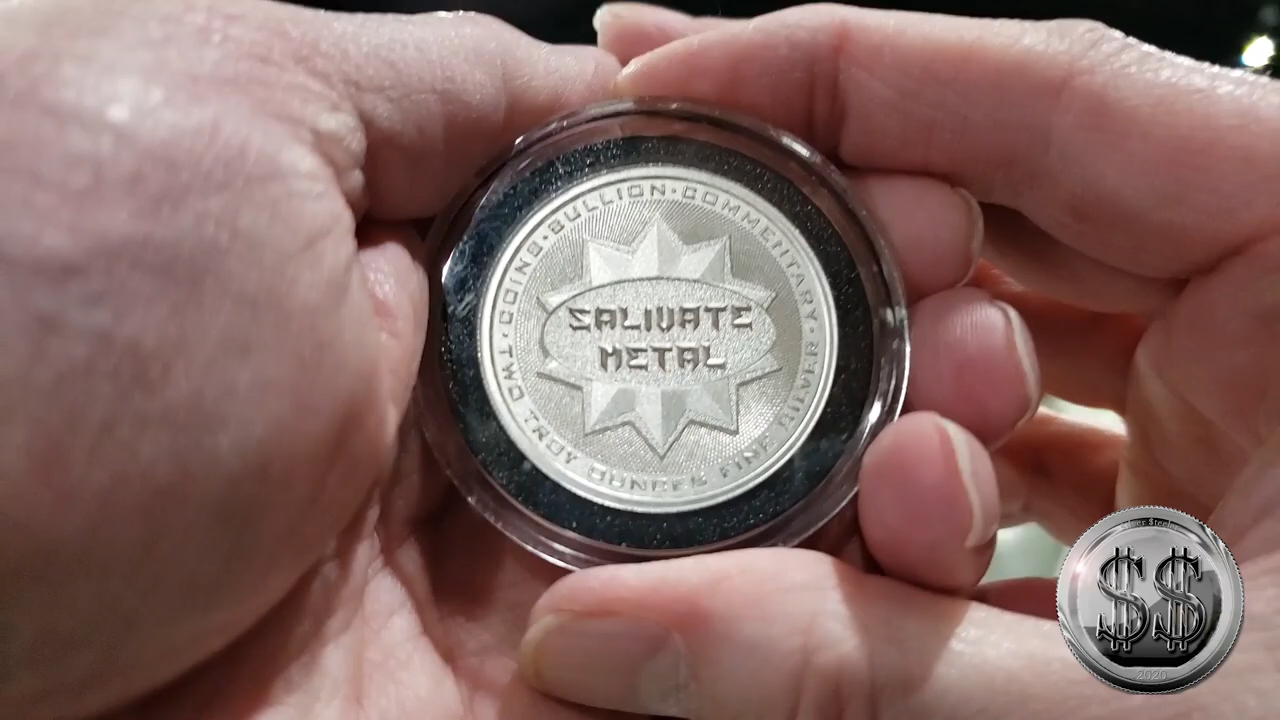 COINS·BULLION·COMMENTARY·
SALIVATE
METAL
·TWO TROY OUNCES FINE SILVER
$$
2020